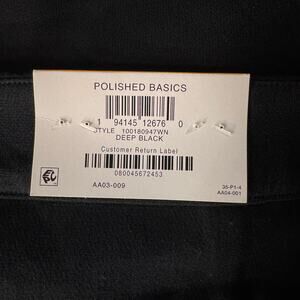 POLISHED BASICS
1 94145 12676 0
STYLE 100180947WN
DEEP BLACK
Customer Return Label
080045672453
AA03-009
35-P1-4
AA04-001